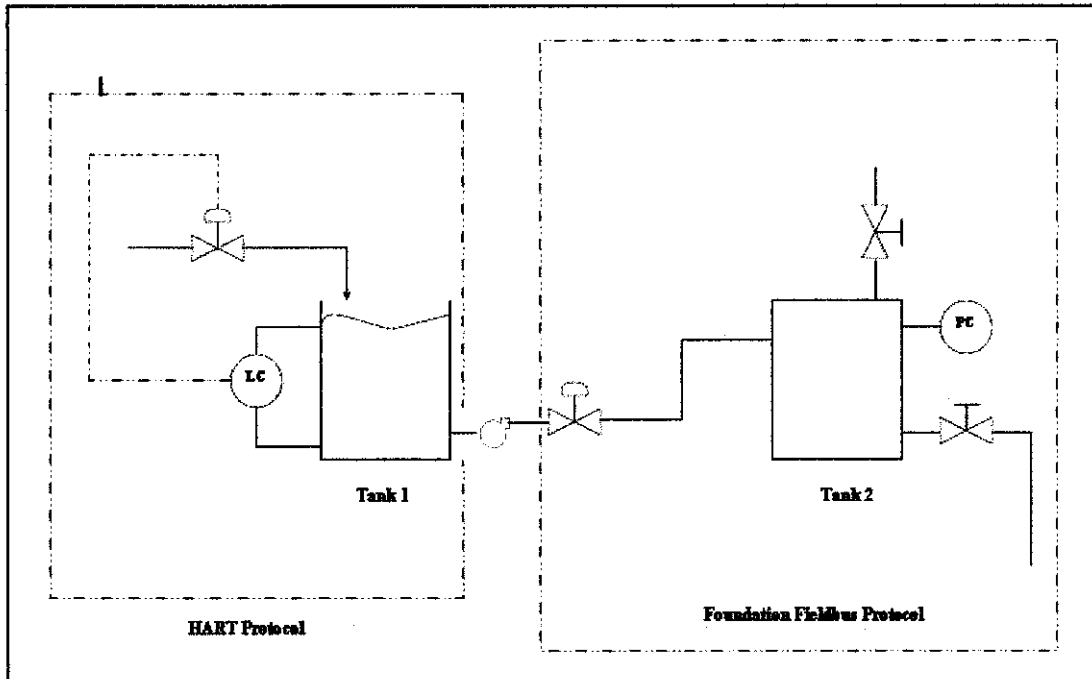 LC
PC
Tank 1
Tank 2
HART Protocol
Foundation Fieldbus Protocol